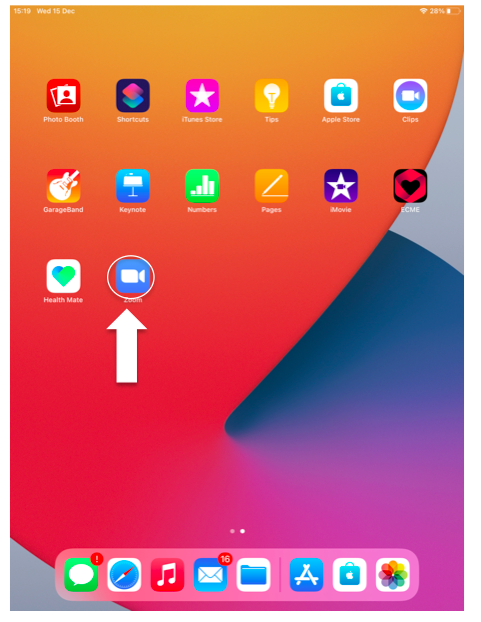 15:19 Wed 15 Dec 28%
Photo Booth Shortcuts iTunes Store Tips Apple Store Clips
GarageBand Keynote Numbers Pages iMovie ECME
Health Mate Zoom
! 16